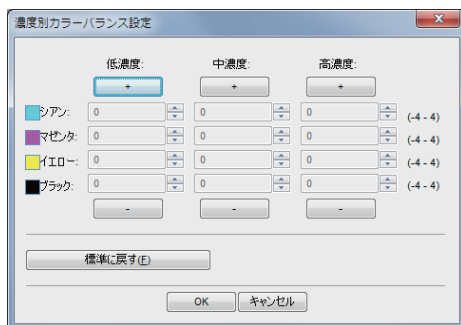 濃度別カラーバランス設定
低濃度: 中濃度: 高濃度:
+ + +
シアン: 0 0 0 (-4 - 4)
マゼンタ: 0 0 0 (-4 - 4)
イエロー: 0 0 0 (-4 - 4)
ブラック: 0 0 0 (-4 - 4)
- - -
標準に戻す(F)
OK キャンセル